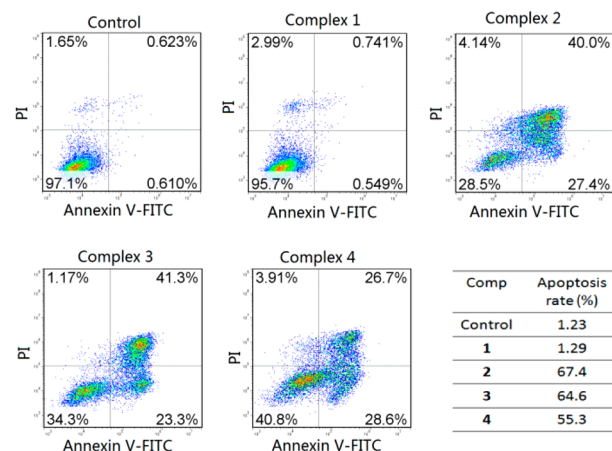 Control
1.65% 0.623%
PI
97.1% 0.610%
Annexin V-FITC
Complex 1
2.99% 0.741%
PI
95.7% 0.549%
Annexin V-FITC
Complex 2
4.14% 40.0%
PI
28.5% 27.4%
Annexin V-FITC
Complex 3
1.17% 41.3%
PI
34.3% 23.3%
Annexin V-FITC
Complex 4
3.91% 26.7%
PI
40.8% 28.6%
Annexin V-FITC
Comp Apoptosis
rate (%)
Control 1.23
1 1.29
2 67.4
3 64.6
4 55.3